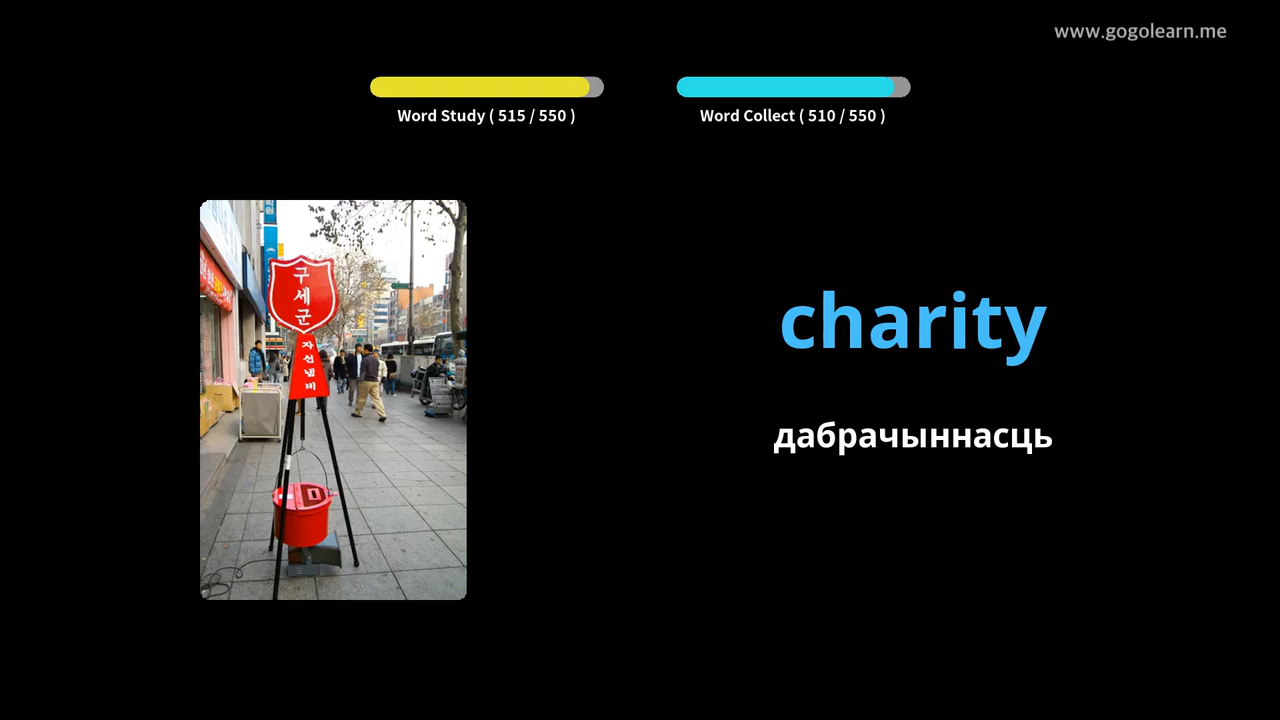 www.gogolearn.me
Word Study ( 515 / 550 )
Word Collect ( 510 / 550 )
구
세
군
자
선
냄
비
charity
дабрачыннасць